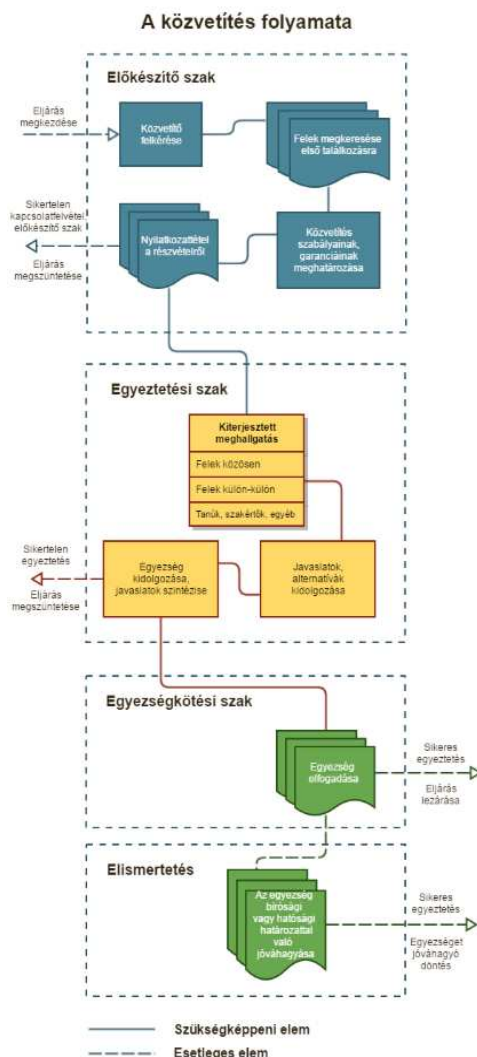 A közvetítés folyamata
Előkészítő szak
Eljárás
megkezdése
Közvetítő
felkérése
Felek megkeresése
első találkozásra
Sikertelen
kapcsolatfelvétel,
előkészítő szak
Eljárás
megszüntetése
Nyilatkozattétel
a részvételről
Közvetítés
szabályainak,
garanciáinak
meghatározása
Egyeztetési szak
Kiterjesztett
meghallgatás
Felek közösen
Felek külön-külön
Tanúk, szakértők, egyéb
Sikertelen
egyeztetés
Eljárás
megszüntetése
Egyezség
kidolgozása,
javaslatok szintézise
Javaslatok,
alternatívák
kidolgozása
Egyezségkötési szak
Egyezség
elfogadása
Sikeres
egyeztetés
Eljárás
lezárása
Elismertetés
Az egyezség
bírósági
vagy hatósági
határozattal
való
jóváhagyása
Sikeres
egyeztetés
Egyezséget
jóváhagyó
döntés
Szükségképpeni elem
Esetleges elem